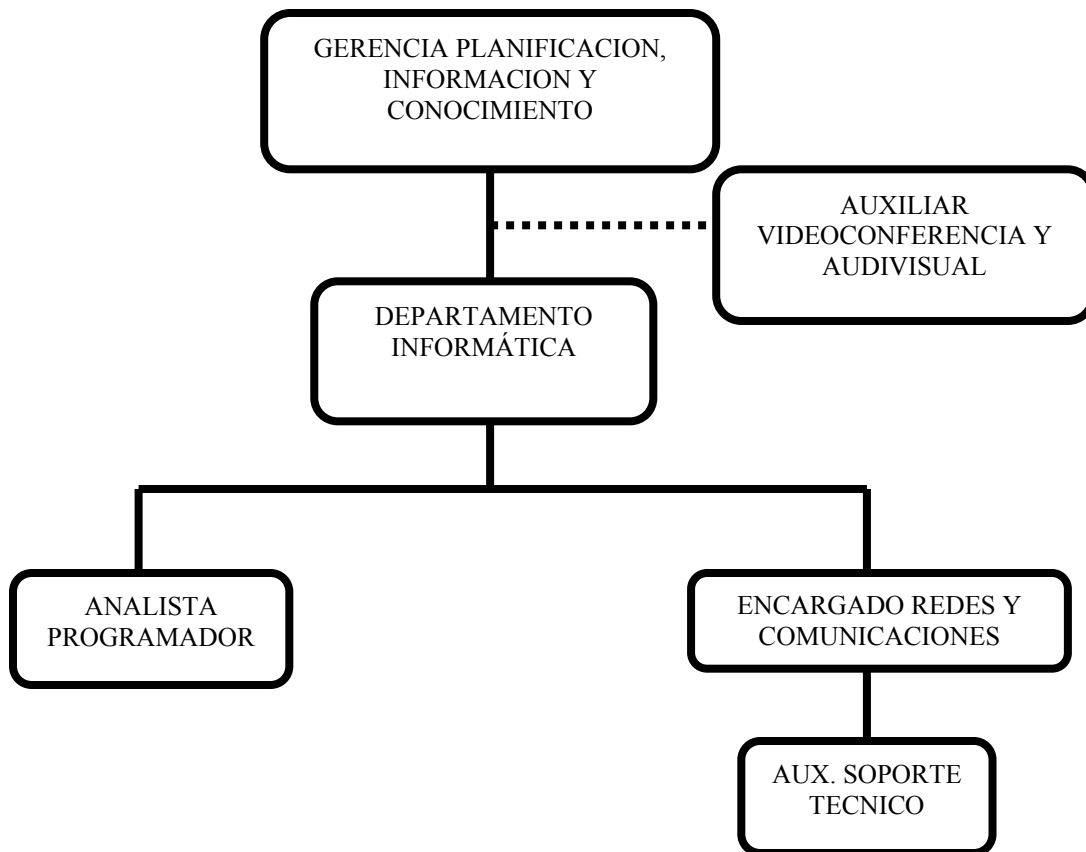 GERENCIA PLANIFICACION,
INFORMACION Y
CONOCIMIENTO
AUXILIAR
VIDEOCONFERENCIA Y
AUDIVISUAL
DEPARTAMENTO
INFORMÁTICA
ANALISTA
PROGRAMADOR
ENCARGADO REDES Y
COMUNICACIONES
AUX. SOPORTE
TECNICO